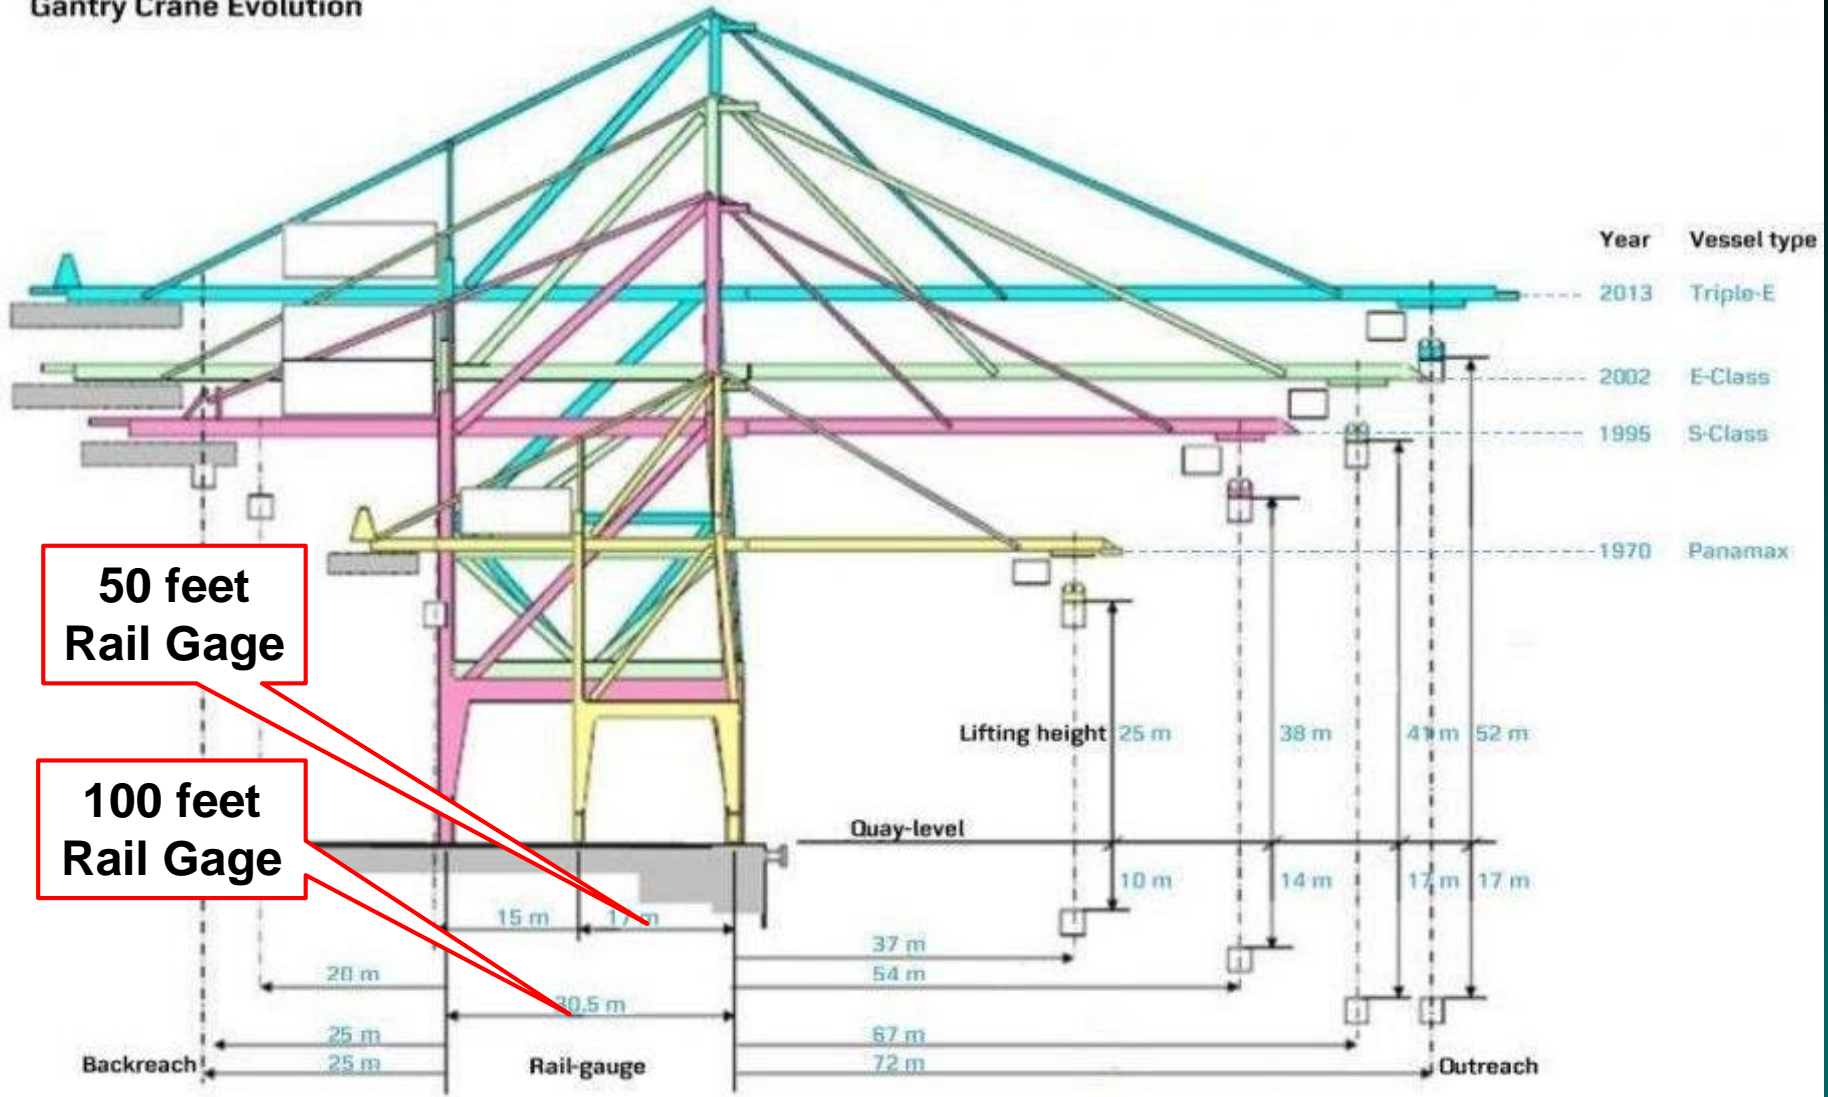 Gantry Crane Evolution
Year Vessel type
2013 Triple-E
2002 E-Class
1995 S-Class
1970 Panamax
50 feet
Rail Gage
Lifting height 25 m 38 m 41 m 52 m
100 feet
Rail Gage
Quay-level
10 m 14 m 17 m 17 m
15 m 17 m
37 m
20 m 54 m
30.5 m
25 m 67 m
Backreach 25 m Rail-gauge 72 m Outreach